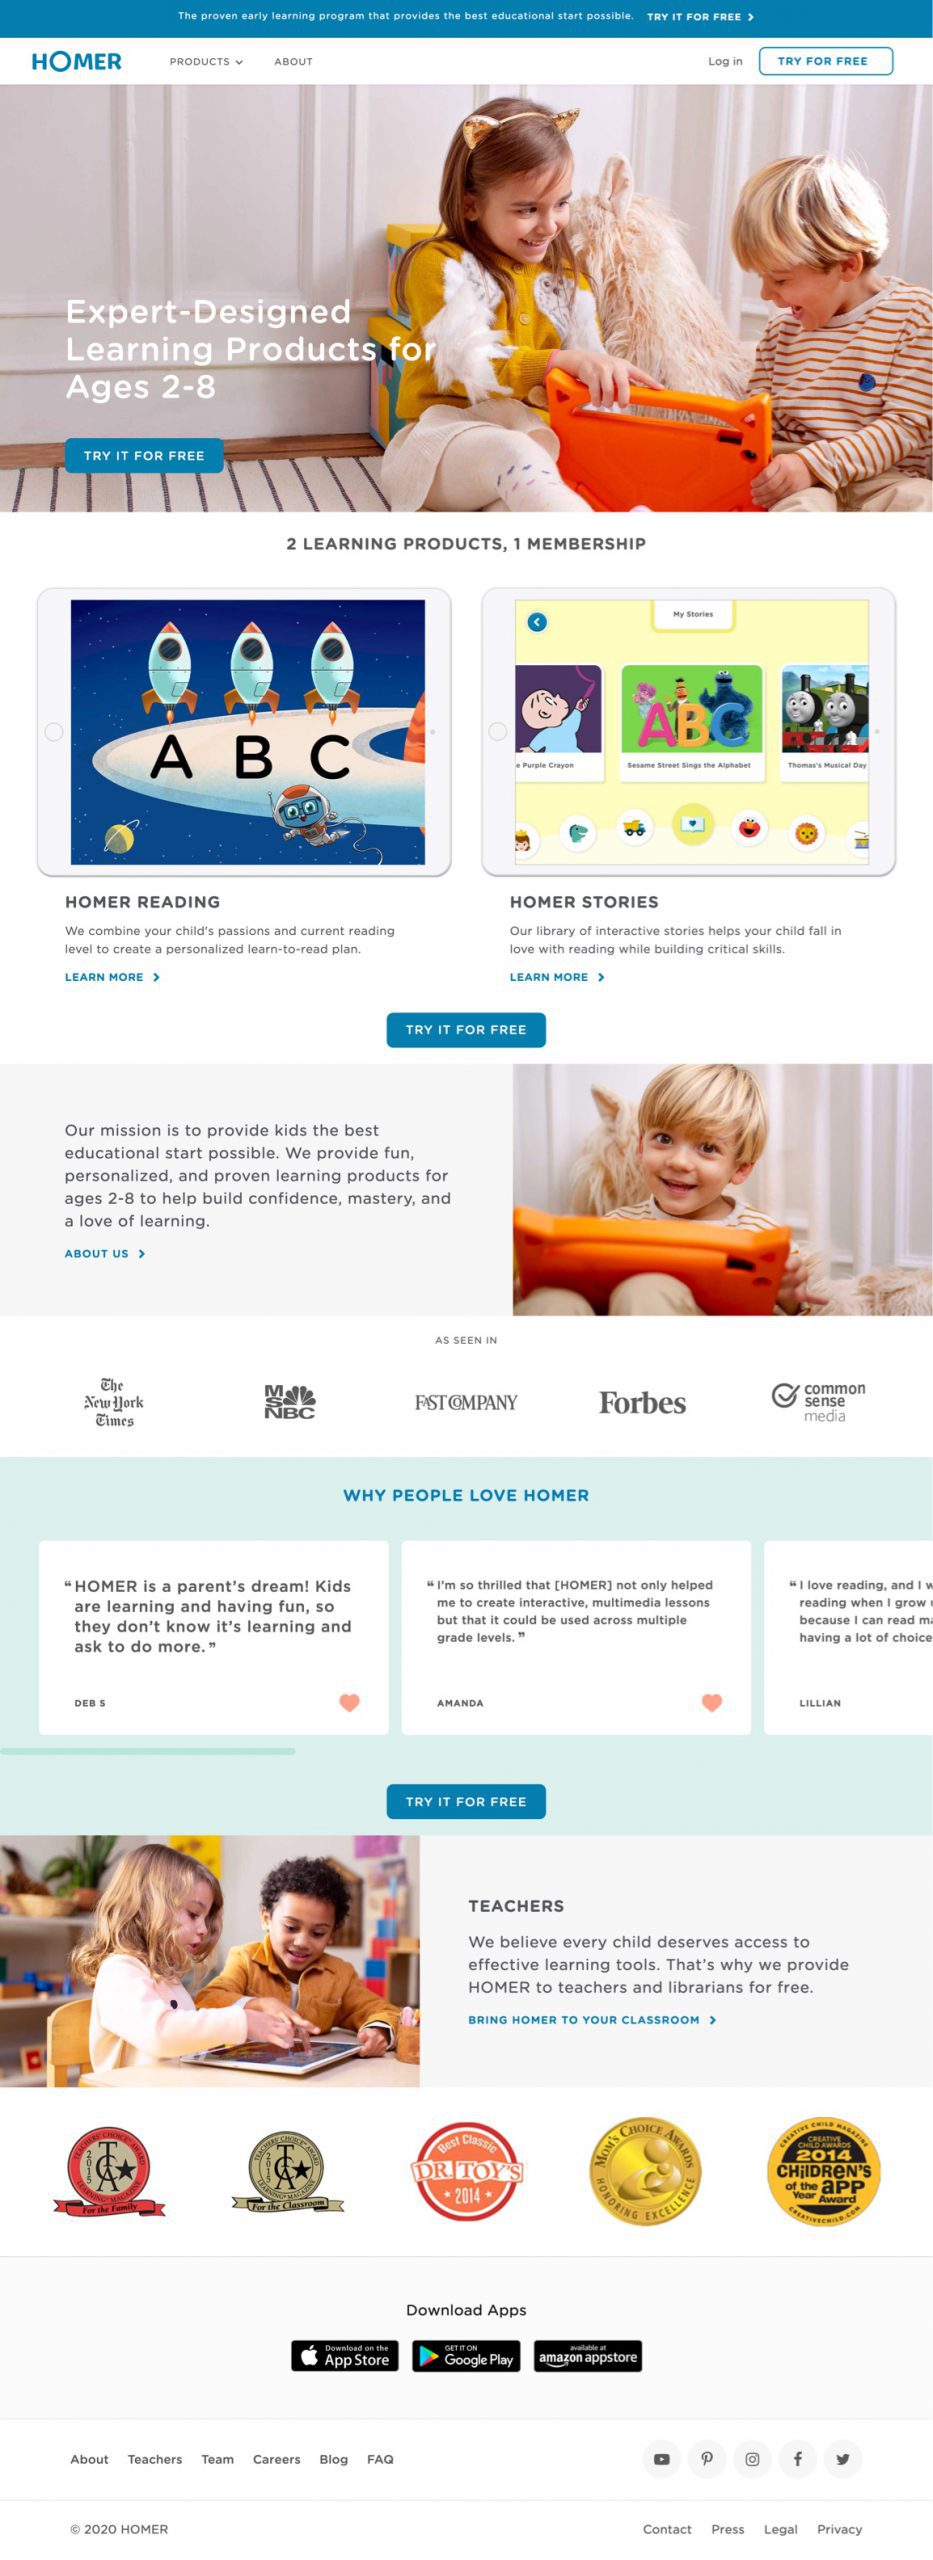 The proven early learning program that provides the best educational start possible. TRY IT FOR FREE
HOMER
PRODUCTS
ABOUT
Log in
TRY FOR FREE
Expert-Designed
Learning Products for
Ages 2-8
TRY IT FOR FREE
2 LEARNING PRODUCTS, 1 MEMBERSHIP
A B C
My Stories
ABC
e Purple Crayon
Sesame Street Sings the Alphabet
Thomas's Musical Day
HOMER READING
We combine your child's passions and current reading
level to create a personalized learn-to-read plan.
LEARN MORE
HOMER STORIES
Our library of interactive stories helps your child fall in
love with reading while building critical skills.
LEARN MORE
TRY IT FOR FREE
Our mission is to provide kids the best
educational start possible. We provide fun,
personalized, and proven learning products for
ages 2-8 to help build confidence, mastery, and
a love of learning.
ABOUT US
AS SEEN IN
The
New York
Times
MSNBC
FAST COMPANY
Forbes
common
sense
media
WHY PEOPLE LOVE HOMER
“HOMER is a parent’s dream! Kids
are learning and having fun, so
they don’t know it’s learning and
ask to do more.”
DEB S
“I’m so thrilled that [HOMER] not only helped
me to create interactive, multimedia lessons
but that it could be used across multiple
grade levels.”
AMANDA
“I love reading, and I w
reading when I grow
because I can read ma
having a lot of choice
LILLIAN
TRY IT FOR FREE
TEACHERS
We believe every child deserves access to
effective learning tools. That’s why we provide
HOMER to teachers and librarians for free.
BRING HOMER TO YOUR CLASSROOM
TEACHERS' CHOICE AWARD
LEARNING MAGAZINE
For the Family
TEACHERS' CHOICE AWARD
LEARNING MAGAZINE
For the Classroom
Best Classic
DR. TOY'S
2014
MOM'S CHOICE AWARDS
HONORING EXCELLENCE
CREATIVE CHILD MAGAZINE
CREATIVE
CHILD AWARDS
2014
CHILDREN'S
of the APP
Year Award
CREATIVECHILD.COM
Download Apps
Download on the
App Store
GET IT ON
Google Play
available at
amazon appstore
About
Teachers
Team
Careers
Blog
FAQ
© 2020 HOMER
Contact
Press
Legal
Privacy